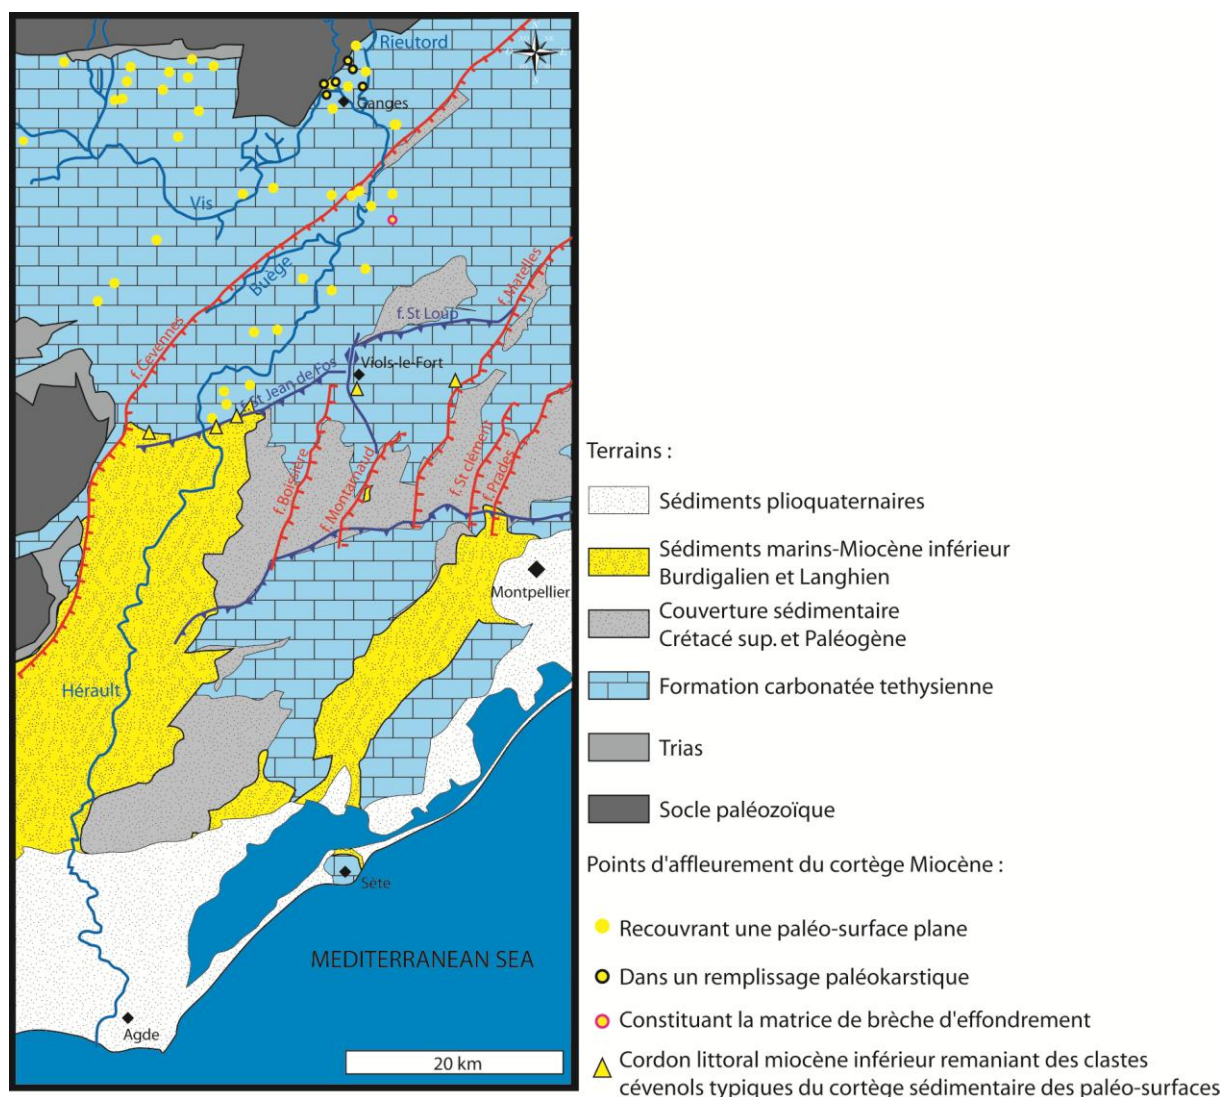 Rieutord
Ganges
Vis
Buège
f. Matelles
f. St Loup
f. Cevennes
Viols-le-Fort
f. St Jean de Fos
f. Boissière
f. Montarnaud
f. St clément
f. Prades
Montpellier
Hérault
Sète
MEDITERRANEAN SEA
Agde
20 km
Terrains :
Sédiments plioquaternaires
Sédiments marins-Miocène inférieur
Burdigalien et Langhien
Couverture sédimentaire
Crétacé sup. et Paléogène
Formation carbonatée tethysienne
Trias
Socle paléozoïque
Points d'affleurement du cortège Miocène :
Recouvrant une paléo-surface plane
Dans un remplissage paléokarstique
Constituant la matrice de brèche d'effondrement
Cordon littoral miocène inférieur remaniant des clastes
cévenols typiques du cortège sédimentaire des paléo-surfaces